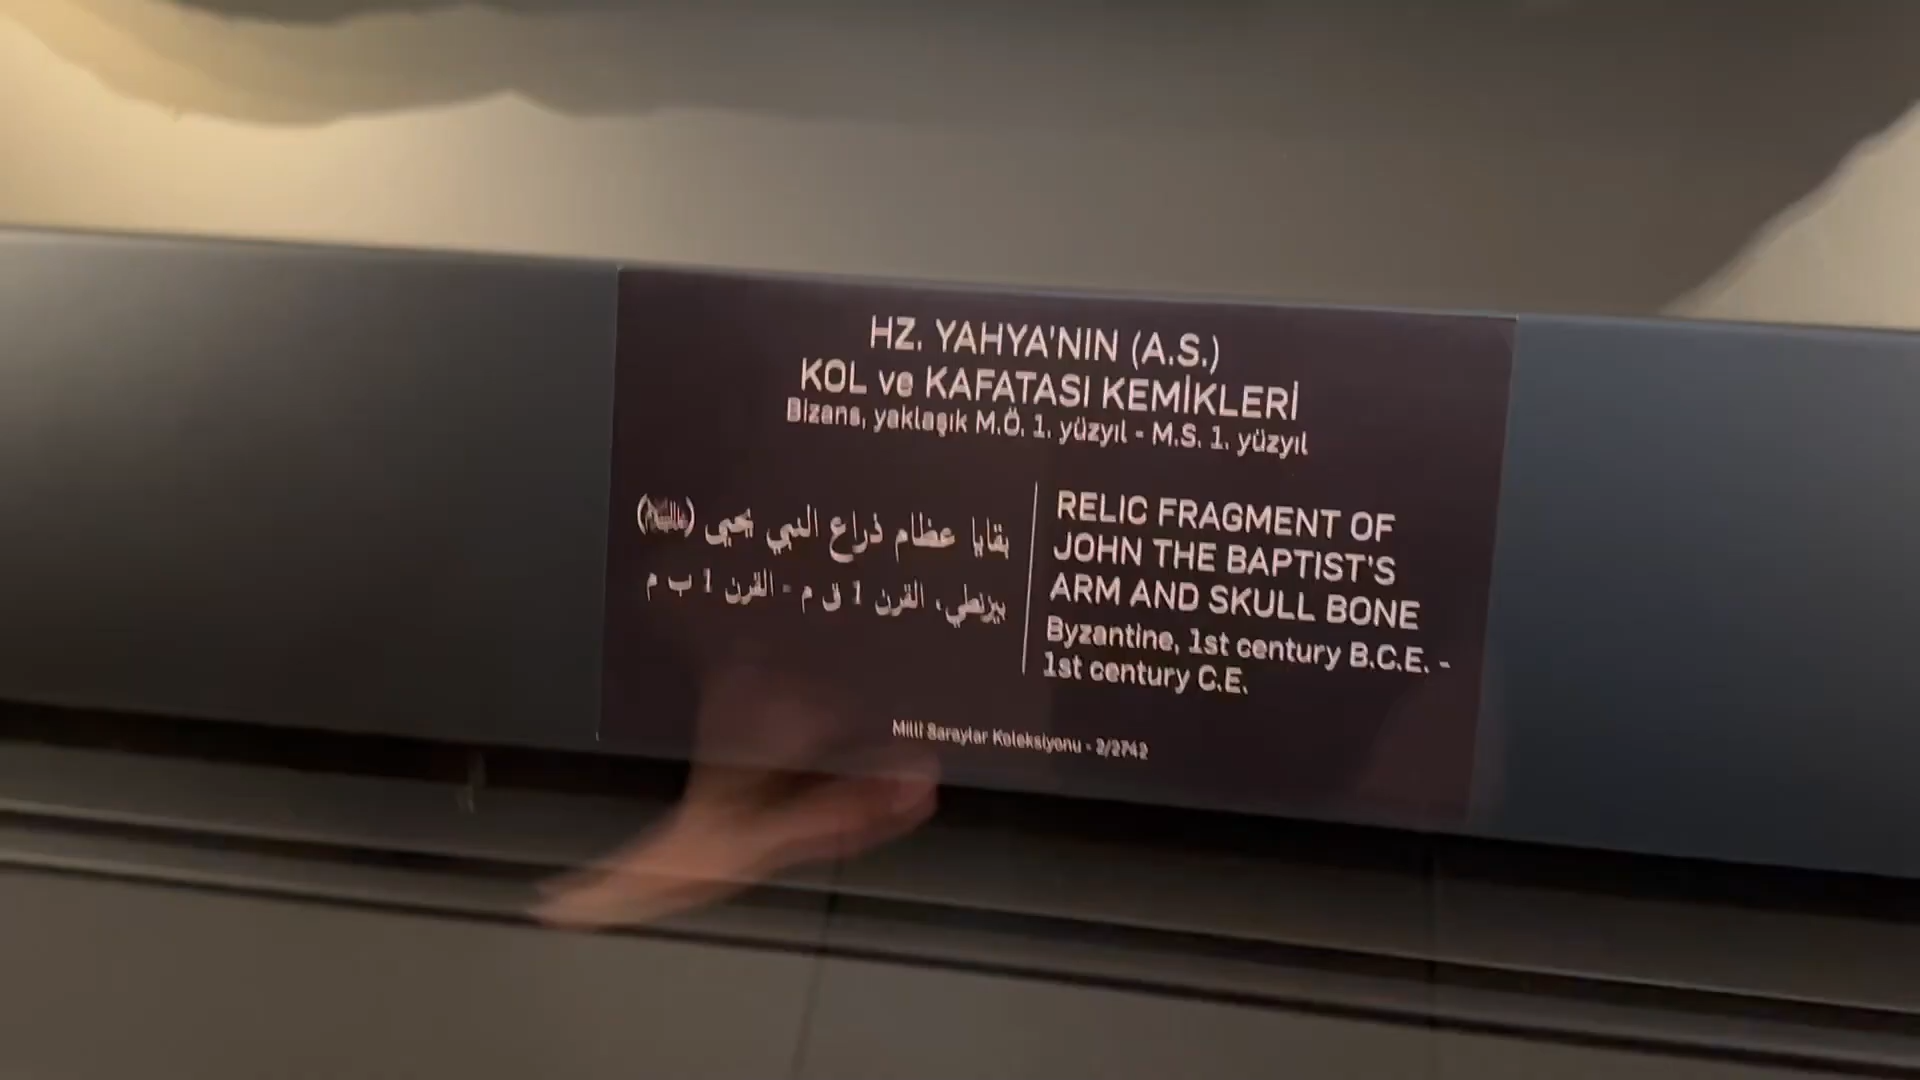 HZ. YAHYA'NIN (A.S.)
KOL ve KAFATASI KEMİKLERİ
Bizans, yaklaşık M.Ö. 1. yüzyıl - M.S. 1. yüzyıl
بقايا عظام ذراع النبي يحيى
بيزنطي، القرن 1 ق م - القرن 1 ب م
RELIC FRAGMENT OF
JOHN THE BAPTIST'S
ARM AND SKULL BONE
Byzantine, 1st century B.C.E. -
1st century C.E.
Milli Saraylar Koleksiyonu - 2/2742